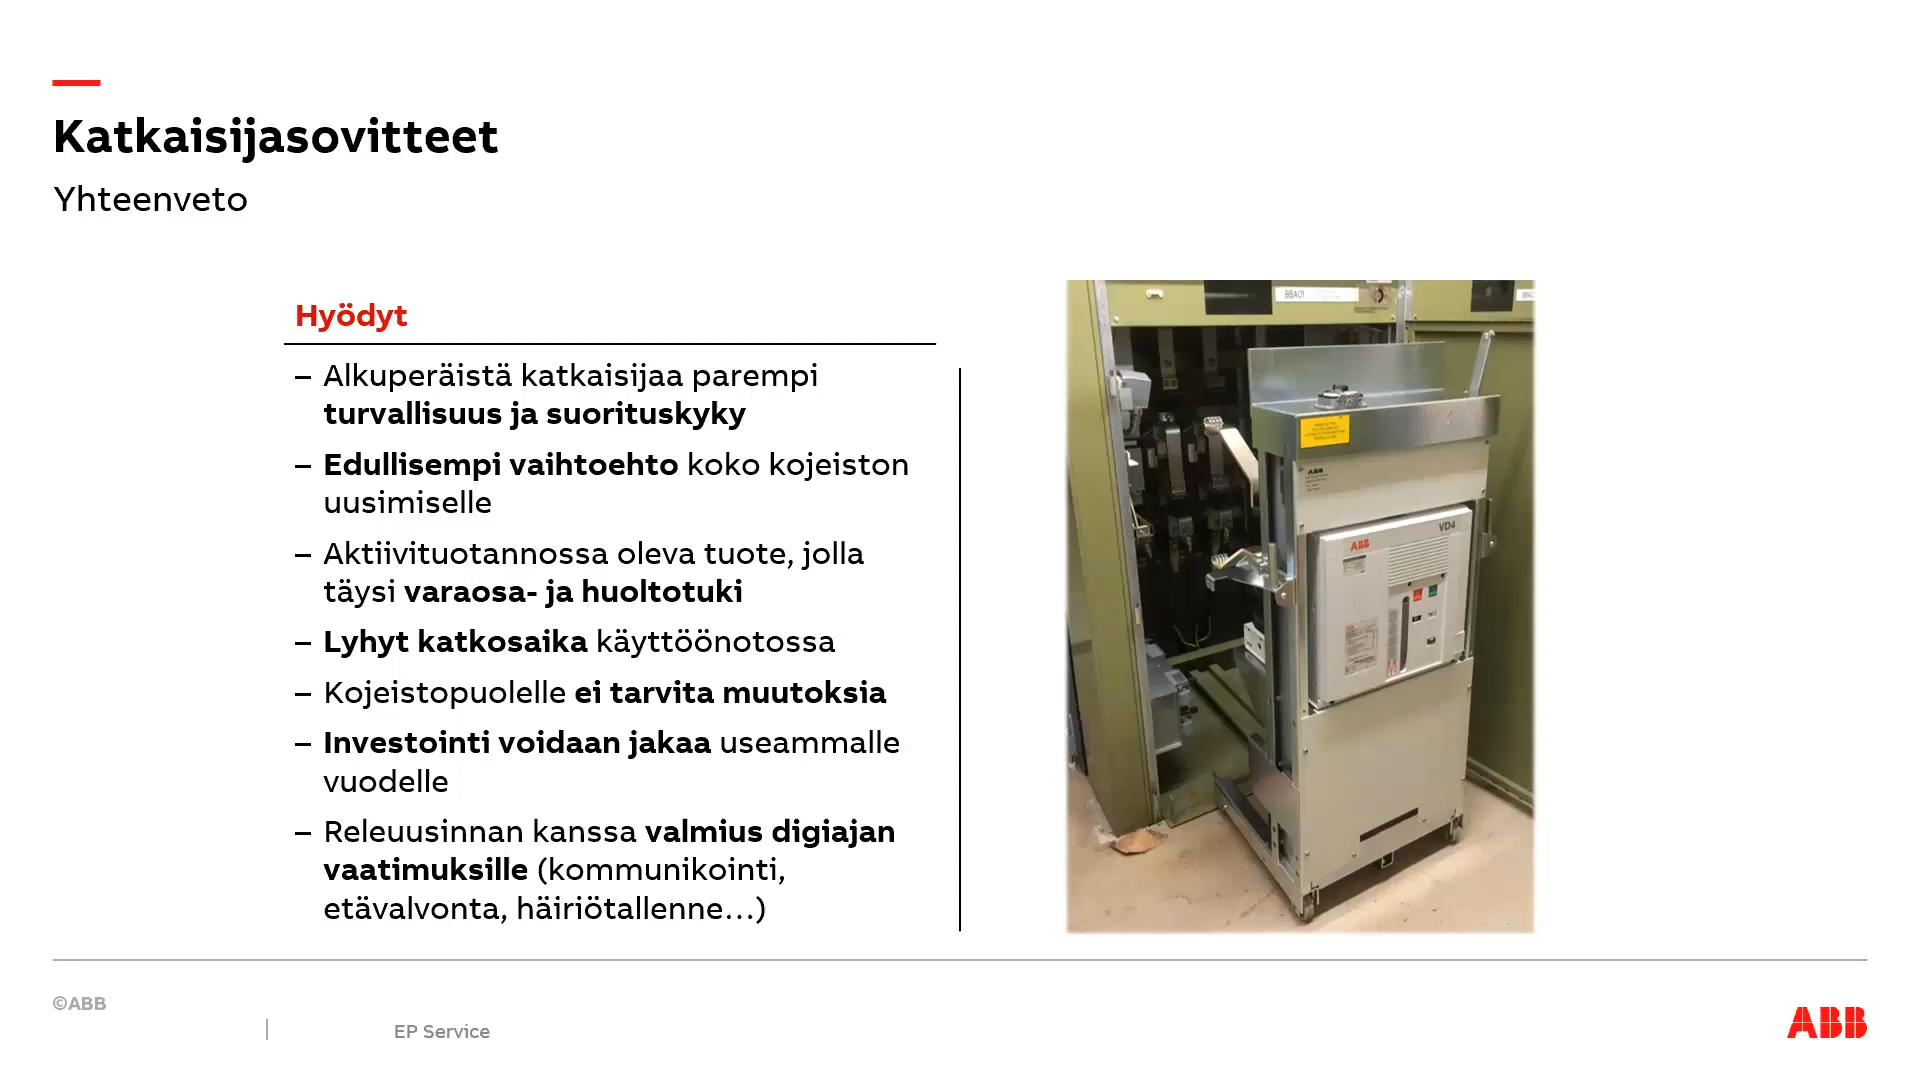 Katkaisijasovitteet
Yhteenveto
Hyödyt
– Alkuperäistä katkaisijaa parempi
turvallisuus ja suorituskyky
– Edullisempi vaihtoehto koko kojeiston
uusimiselle
– Aktiivituotannossa oleva tuote, jolla
täysi varaosa- ja huoltotuki
– Lyhyt katkosaika käyttöönotossa
– Kojeistopuolelle ei tarvita muutoksia
– Investointi voidaan jakaa useammalle
vuodelle
– Releuusinnan kanssa valmius digiajan
vaatimuksille (kommunikointi,
etävalvonta, häiriötallenne...)
BBA01
ABB
VD4
ABB
©ABB
EP Service
ABB